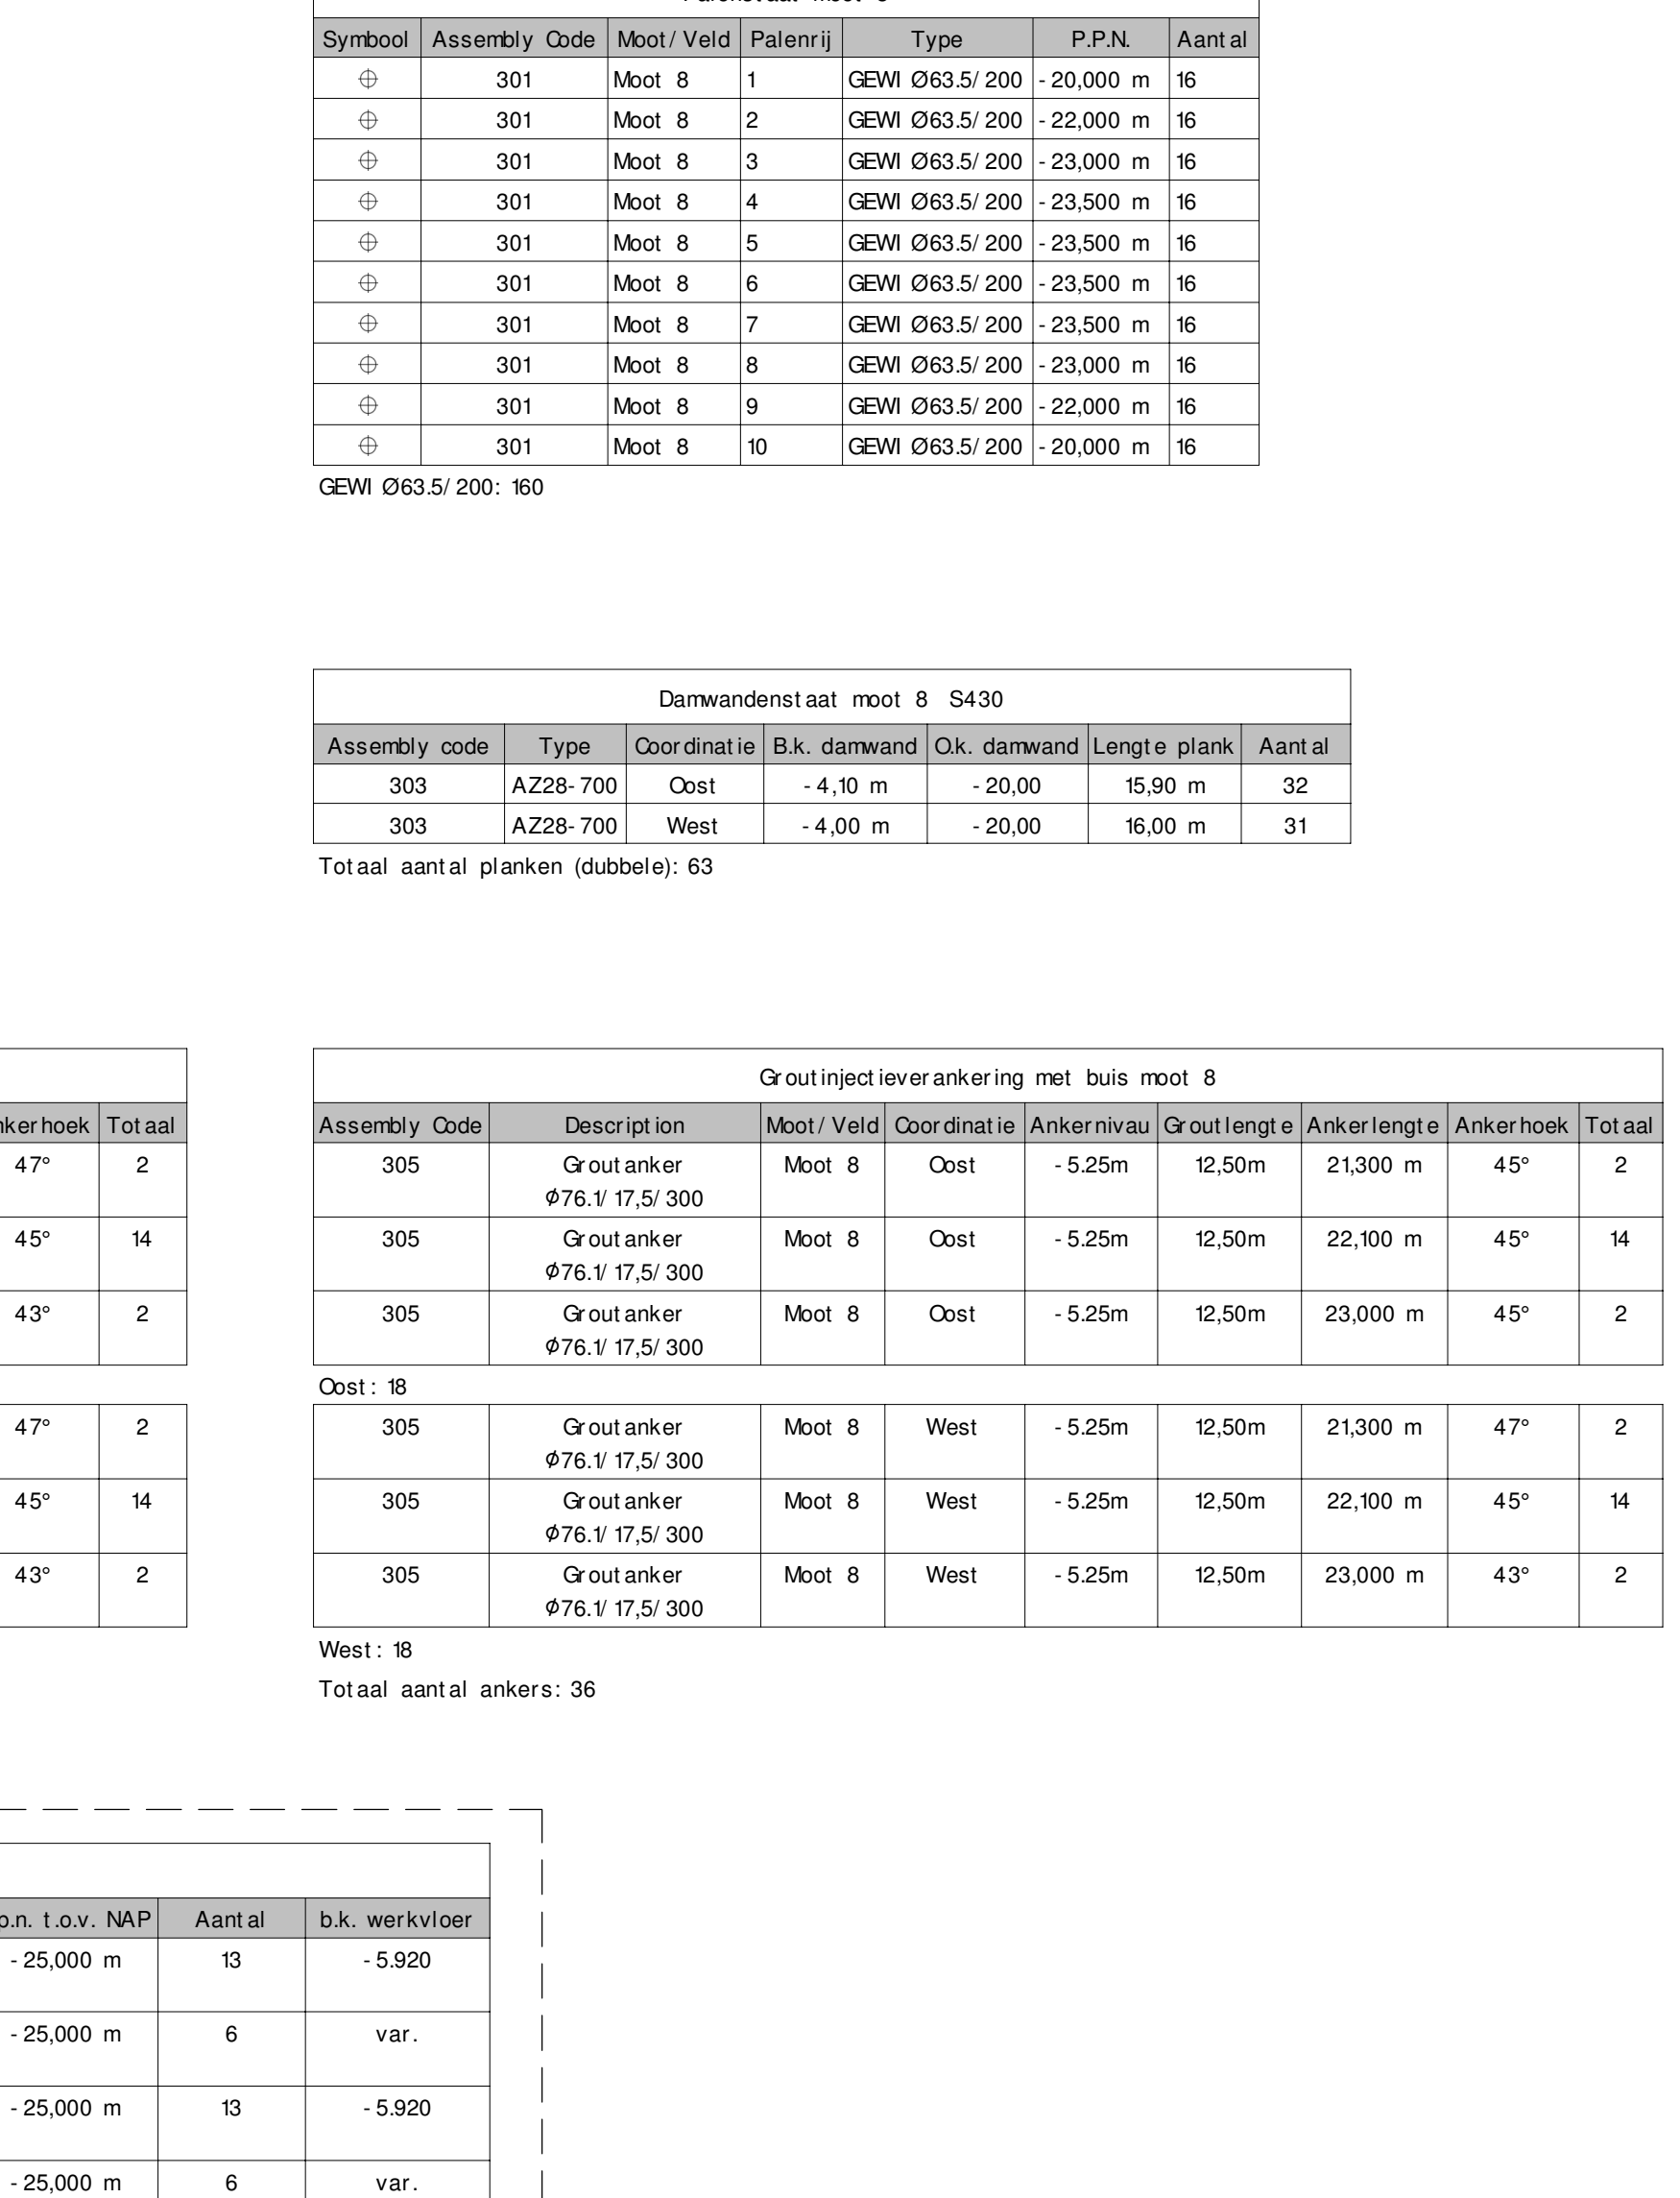 Palenstaat moot 8
Symbool Assembly Code Moot/Veld Palenrij Type P.P.N. Aantal
301 Moot 8 1 GEWI Ø63.5/200 -20,000 m 16
301 Moot 8 2 GEWI Ø63.5/200 -22,000 m 16
301 Moot 8 3 GEWI Ø63.5/200 -23,000 m 16
301 Moot 8 4 GEWI Ø63.5/200 -23,500 m 16
301 Moot 8 5 GEWI Ø63.5/200 -23,500 m 16
301 Moot 8 6 GEWI Ø63.5/200 -23,500 m 16
301 Moot 8 7 GEWI Ø63.5/200 -23,500 m 16
301 Moot 8 8 GEWI Ø63.5/200 -23,000 m 16
301 Moot 8 9 GEWI Ø63.5/200 -22,000 m 16
301 Moot 8 10 GEWI Ø63.5/200 -20,000 m 16
GEWI Ø63.5/200: 160
Damwandenstaat moot 8 S430
Assembly code Type Coordinatie B.k. damwand O.k. damwand Lengte plank Aantal
303 AZ28-700 Oost -4,10 m -20,00 15,90 m 32
303 AZ28-700 West -4,00 m -20,00 16,00 m 31
Totaal aantal planken (dubbele): 63
Totaal
47° 2
45° 14
43° 2
47° 2
45° 14
43° 2
Groutinjectieverankering met buis moot 8
Assembly Code Description Moot/Veld Coordinatie Ankernivau Groutlengte Ankerlengte Ankerhoek Totaal
305 Groutanker Moot 8 Oost -5.25m 12,50m 21,300 m 45° 2
Ø76.1/17,5/300
305 Groutanker Moot 8 Oost -5.25m 12,50m 22,100 m 45° 14
Ø76.1/17,5/300
305 Groutanker Moot 8 Oost -5.25m 12,50m 23,000 m 45° 2
Ø76.1/17,5/300
Oost: 18
305 Groutanker Moot 8 West -5.25m 12,50m 21,300 m 47° 2
Ø76.1/17,5/300
305 Groutanker Moot 8 West -5.25m 12,50m 22,100 m 45° 14
Ø76.1/17,5/300
305 Groutanker Moot 8 West -5.25m 12,50m 23,000 m 43° 2
Ø76.1/17,5/300
West: 18
Totaal aantal ankers: 36
t.o.v. NAP Aantal b.k. werkvloer
-25,000 m 13 -5.920
-25,000 m 6 var.
-25,000 m 13 -5.920
-25,000 m 6 var.